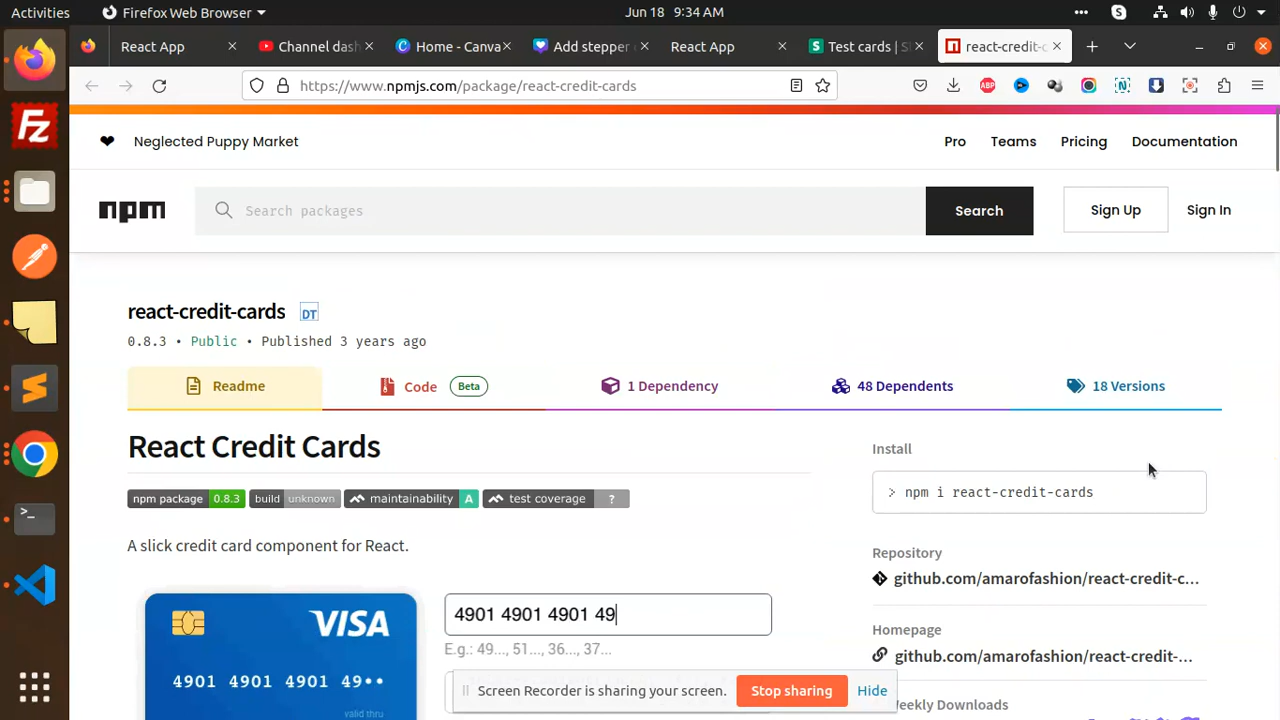 Activities
Firefox Web Browser
Jun 18 9:34 AM
React App
Channel das
Home - Canva
Add stepper
React App
Test cards | S
react-credit-c
https://www.npmjs.com/package/react-credit-cards
ABP
N
Neglected Puppy Market
Pro
Teams
Pricing
Documentation
npm
Search packages
Search
Sign Up
Sign In
react-credit-cards
DT
0.8.3 • Public • Published 3 years ago
Readme
Code
Beta
1 Dependency
48 Dependents
18 Versions
React Credit Cards
Install
npm package 0.8.3
build unknown
maintainability A
test coverage ?
> npm i react-credit-cards
A slick credit card component for React.
Repository
github.com/amarofashion/react-credit-c...
Homepage
github.com/amarofashion/react-credit-...
VISA
4901 4901 4901 49
E.g.: 49..., 51..., 36..., 37...
4901 4901 4901 49••
valid thru
Screen Recorder is sharing your screen.
Stop sharing
Hide
eekly Downloads